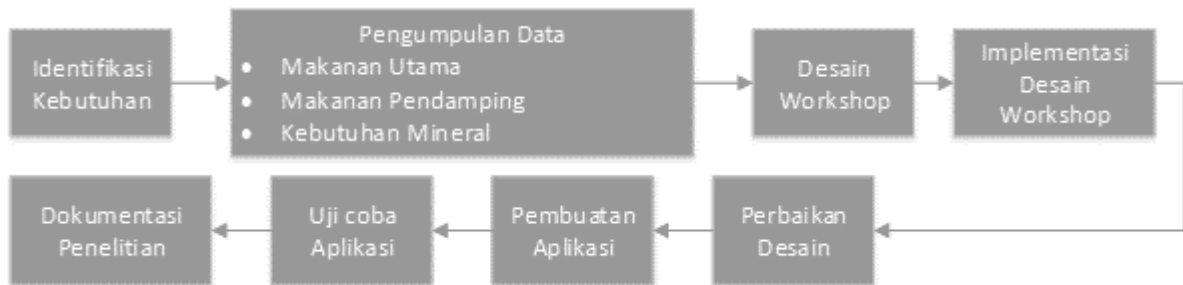 Identifikasi
Kebutuhan
Pengumpulan Data
• Makanan Utama
• Makanan Pendamping
• Kebutuhan Mineral
Desain
Workshop
Implementasi
Desain
Workshop
Perbaikan
Desain
Pembuatan
Aplikasi
Uji coba
Aplikasi
Dokumentasi
Penelitian